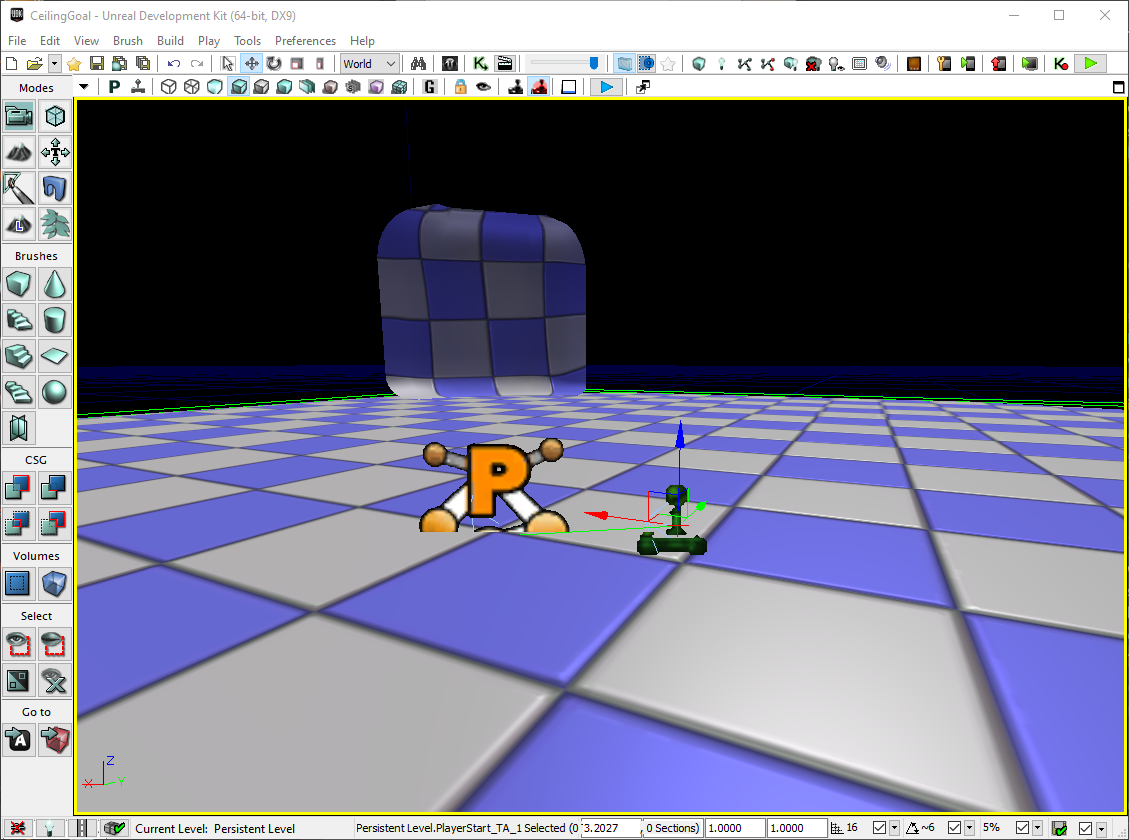 UDK CeilingGoal - Unreal Development Kit (64-bit, DX9)
File Edit View Brush Build Play Tools Preferences Help
World
Modes
P
G
Brushes
CSG
Volumes
Select
Go to
A
P
L
Z
X
Y
Current Level: Persistent Level
Persistent Level.PlayerStart_TA_1 Selected (0
3.2027
0 Sections)
1.0000
1.0000
16
~6
5%